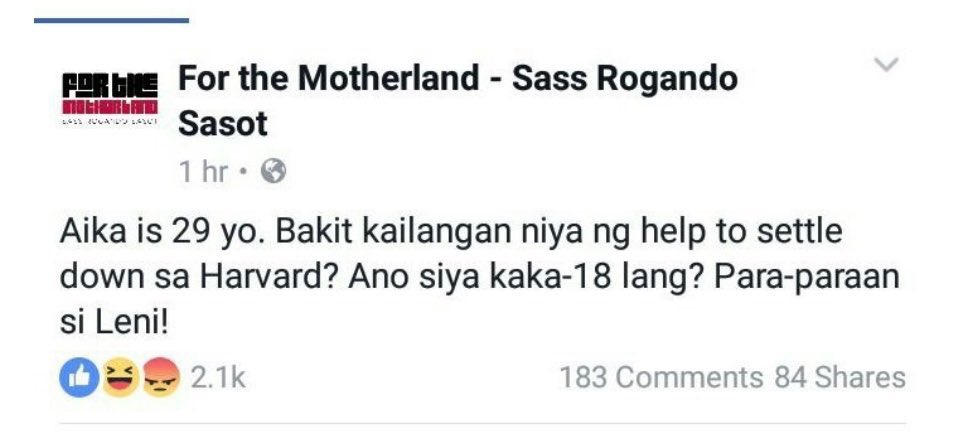 For the Motherland - Sass Rogando
Sasot
FOR THE
MOTHERLAND
SASS ROGANDO SASOT
1 hr •
Aika is 29 yo. Bakit kailangan niya ng help to settle
down sa Harvard? Ano siya kaka-18 lang? Para-paraan
si Leni!
2.1k
183 Comments 84 Shares